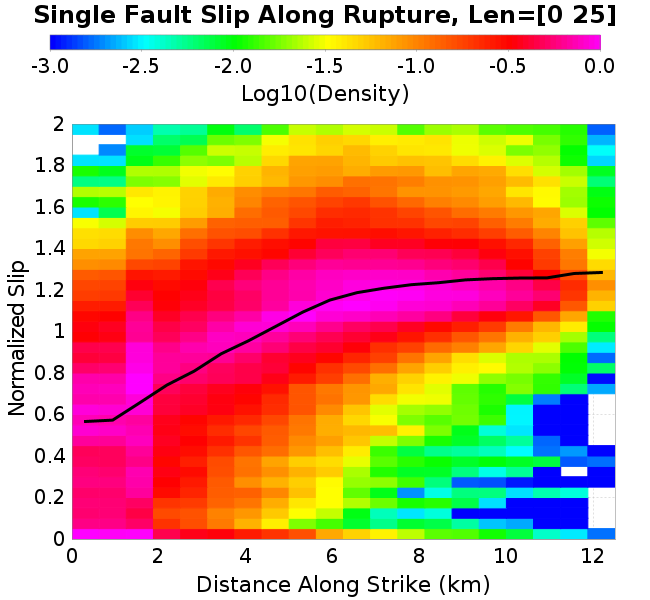 Single Fault Slip Along Rupture, Len=[0 25]
-3.0 -2.5 -2.0 -1.5 -1.0 -0.5 0.0
Log10(Density)
2
1.8
1.6
1.4
1.2
1
0.8
0.6
0.4
0.2
0
Normalized Slip
0 2 4 6 8 10 12
Distance Along Strike (km)